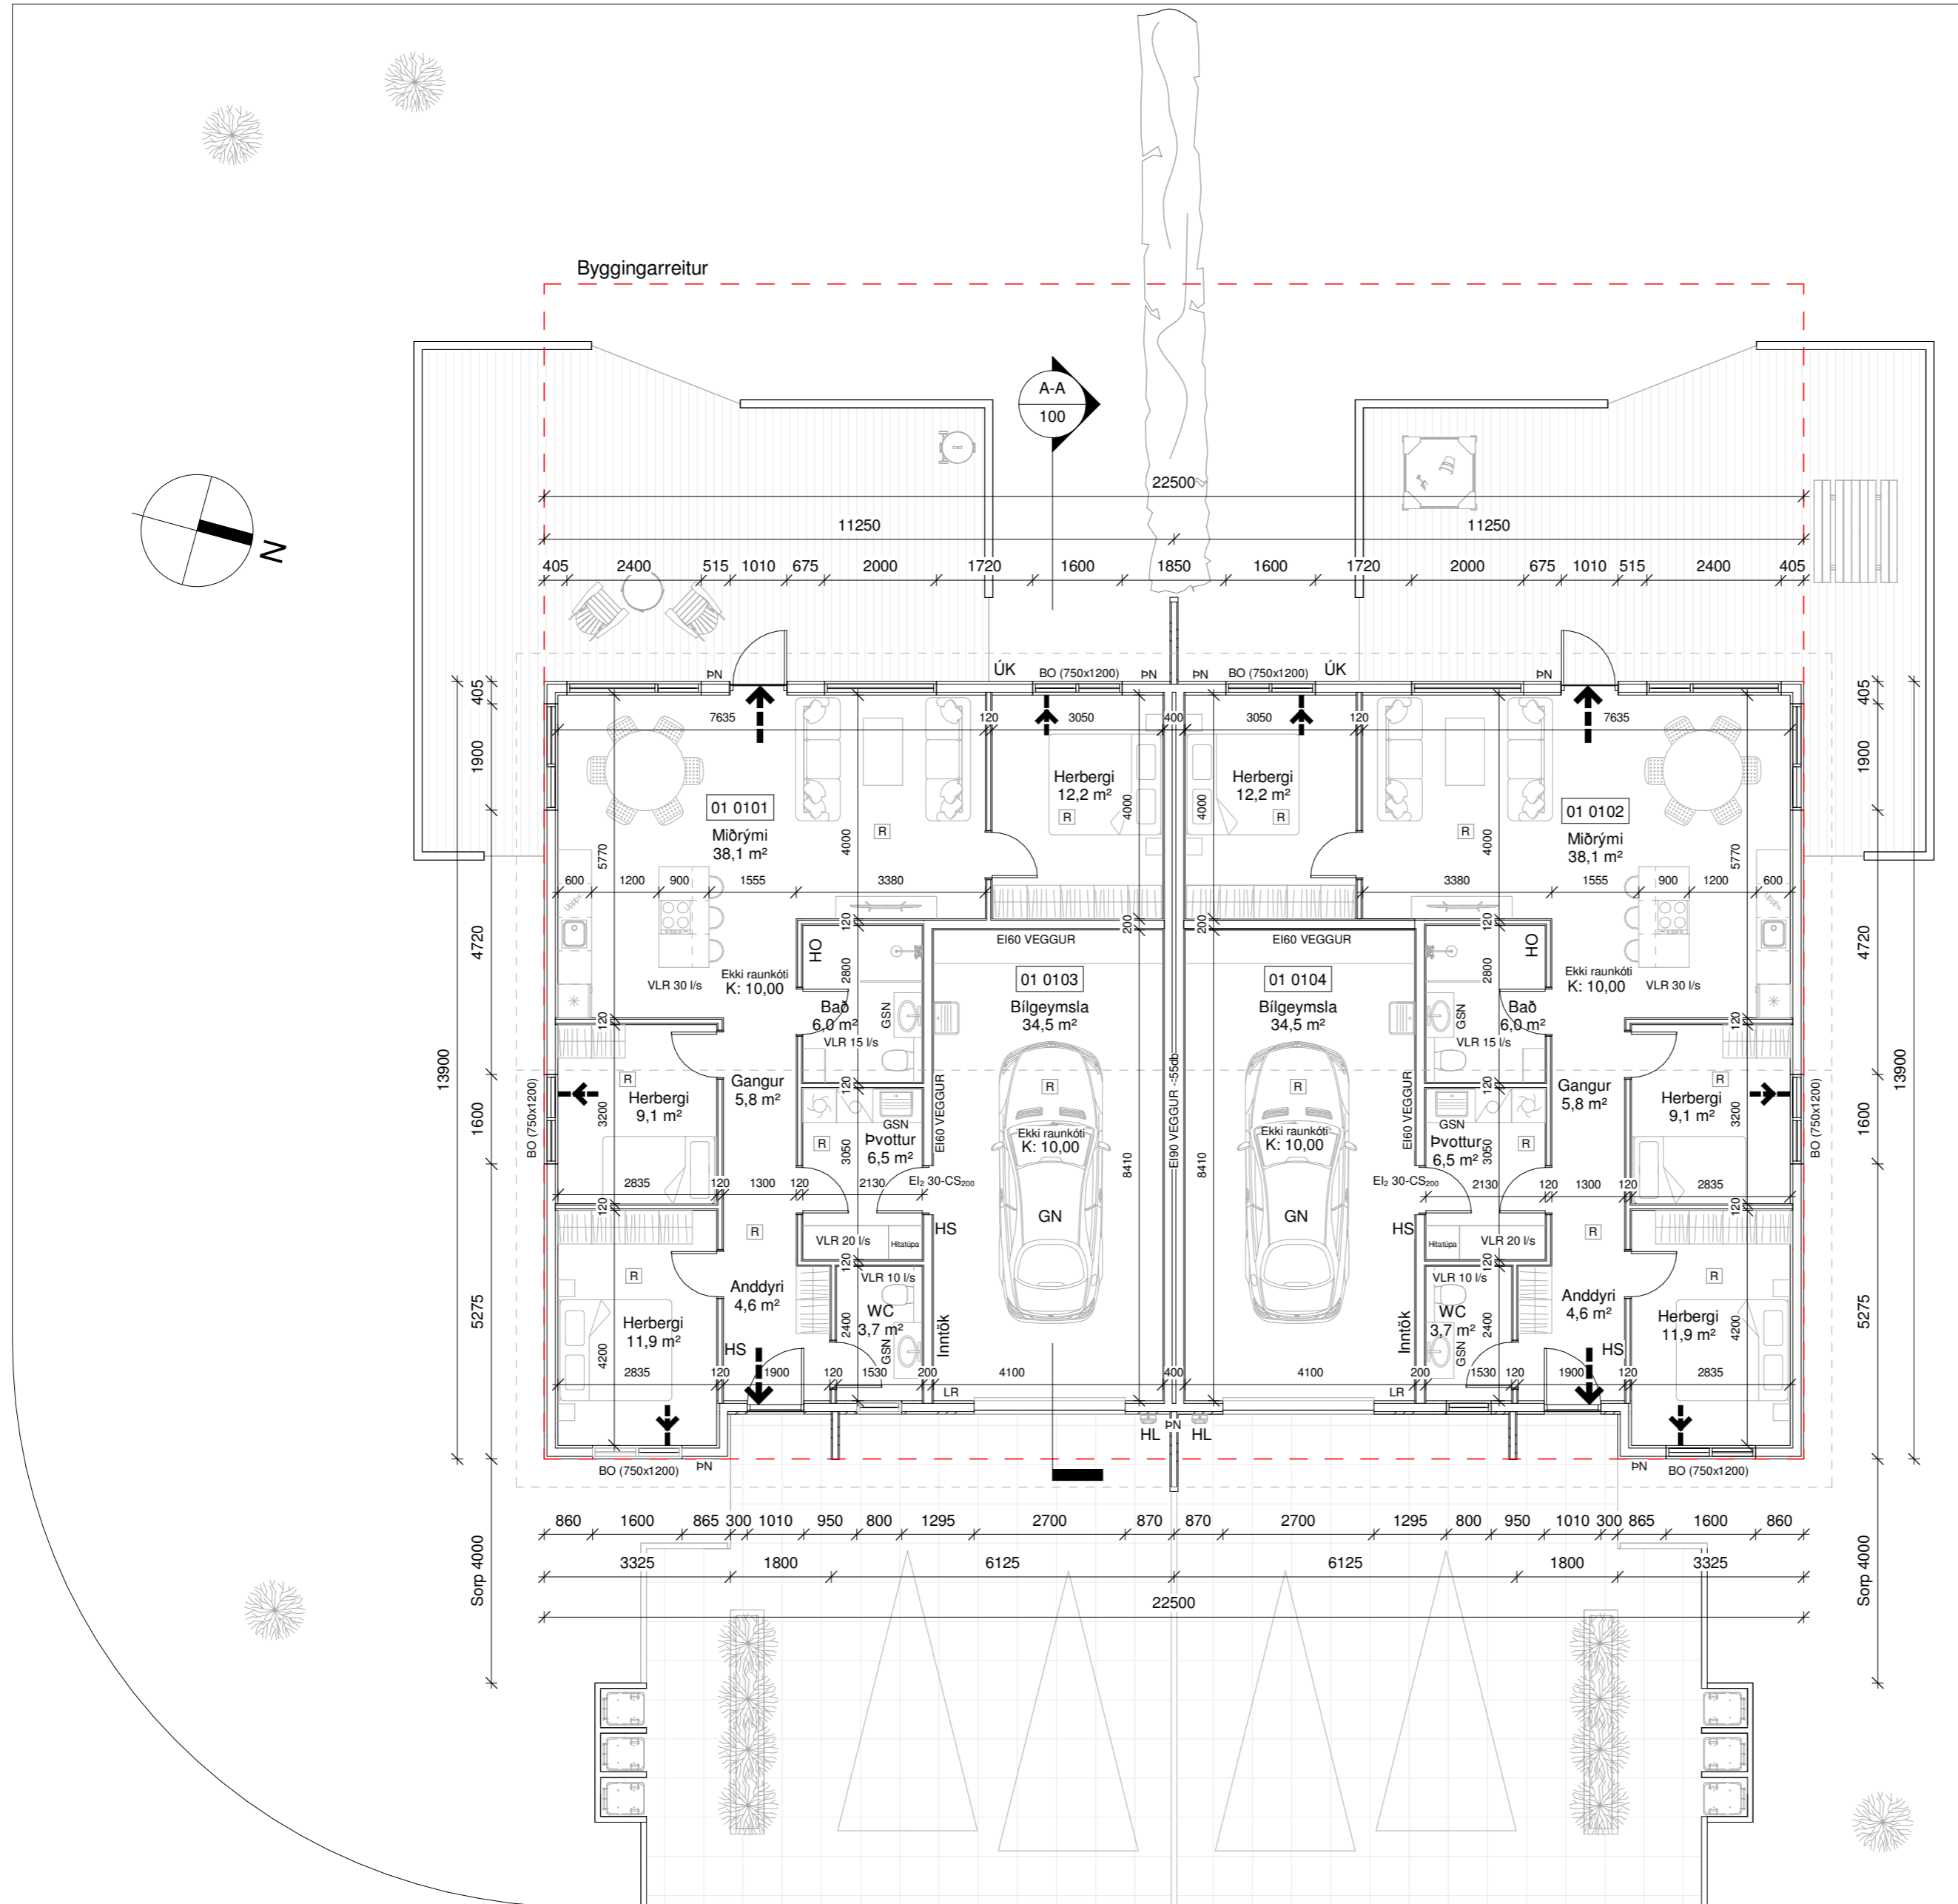 Byggingarreitur
A-A
100
N
22500
11250 11250
405 2400 515 1010 675 2000 1720 1600 1850 1600 1720 2000 675 1010 515 2400 405
ÞN ÚK BO (750x1200) ÞN ÞN BO (750x1200) ÚK ÞN
405 405
7635 120 3050 400 3050 120 7635
1900 1900
Herbergi
12,2 m²
R
4000
Herbergi
12,2 m²
R
4000
01 0101
Miðrými
38,1 m²
R
5770
4000
01 0102
Miðrými
38,1 m²
R
5770
4000
600 1200 900 1555 3380
3380 1555 900 1200 600
120 200 200 120
4720 4720
HO
2800
VLR 30 l/s
Ekki raunkóti
K: 10,00
Bað
6,0 m²
GSN
VLR 15 l/s
EI60 VEGGUR
01 0103
Bílgeymsla
34,5 m²
EI60 VEGGUR
01 0104
Bílgeymsla
34,5 m²
HO
2800
Ekki raunkóti
K: 10,00
VLR 30 l/s
Bað
6,0 m²
GSN
VLR 15 l/s
13900 13900
120 120 120 120
BO (750x1200)
1600
R
Herbergi
9,1 m²
3200
Gangur
5,8 m²
R
GSN
Þvottur
6,5 m²
3050
EI60 VEGGUR
R
Ekki raunkóti
K: 10,00
8410
EI90 VEGGUR -55db
8410
R
Ekki raunkóti
K: 10,00
EI60 VEGGUR
GSN
Þvottur
6,5 m²
3050
R
Gangur
5,8 m²
R
Herbergi
9,1 m²
3200
BO (750x1200)
1600
2835 120 1300 120 2130 EI₂ 30-CS₂₀₀
EI₂ 30-CS₂₀₀ 2130 120 1300 120 2835
120 120
R
VLR 20 l/s
Hitatúpa
HS
GN
GN
HS
Hitatúpa
VLR 20 l/s
R
120 120
5275 5275
R
Herbergi
11,9 m²
4200
Anddyri
4,6 m²
VLR 10 l/s
WC
3,7 m²
2400
GSN
Inntök
Inntök
VLR 10 l/s
WC
3,7 m²
2400
GSN
Anddyri
4,6 m²
R
Herbergi
11,9 m²
4200
HS HS
2835 120 1900 120 1530 200 4100 400 4100 200 1530 120 1900 120 2835
LR LR
ÞN
HL HL
BO (750x1200) ÞN
ÞN BO (750x1200)
860 1600 865 300 1010 950 800 1295 2700 870 870 2700 1295 800 950 1010 300 865 1600 860
3325 1800 6125 6125 1800 3325
22500
Sorp 4000
Sorp 4000